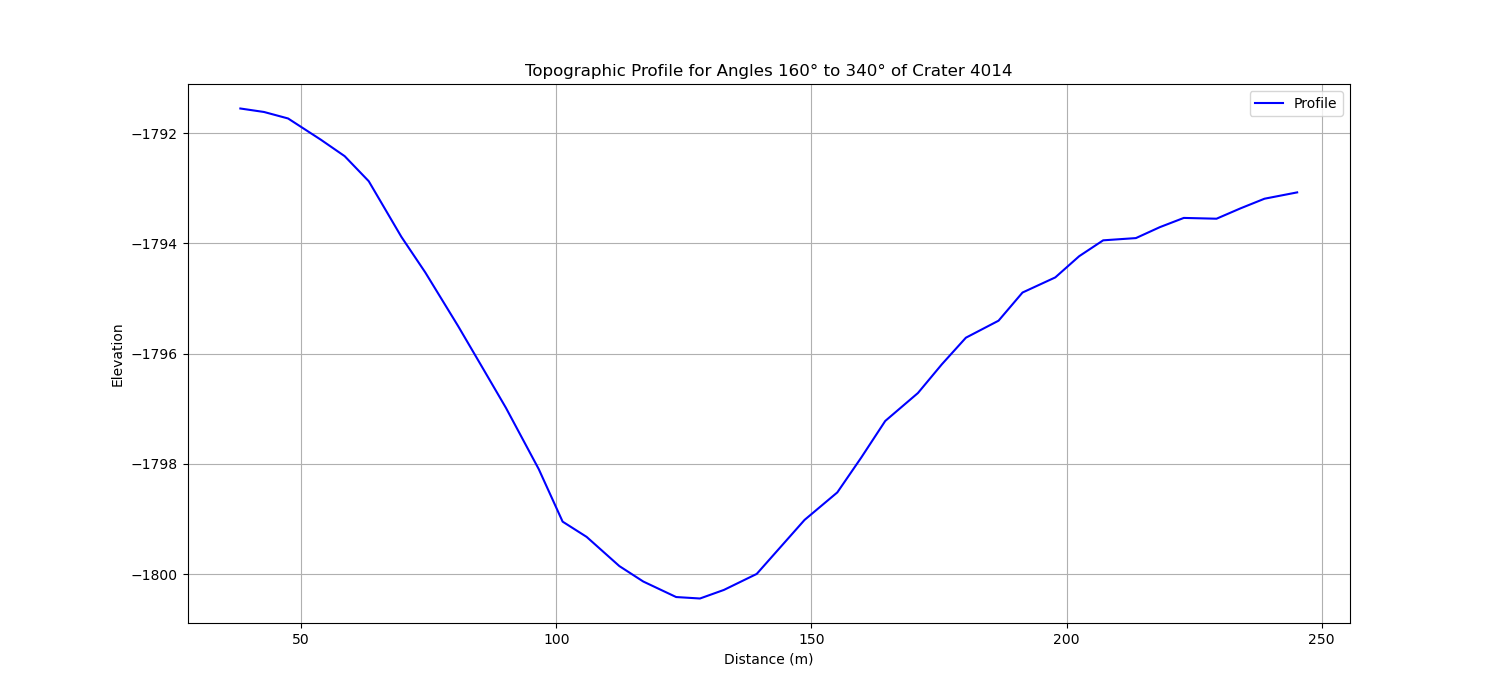 Topographic Profile for Angles 160° to 340° of Crater 4014
Profile
−1792
−1794
−1796
−1798
−1800
Elevation
50
100
150
200
250
Distance (m)